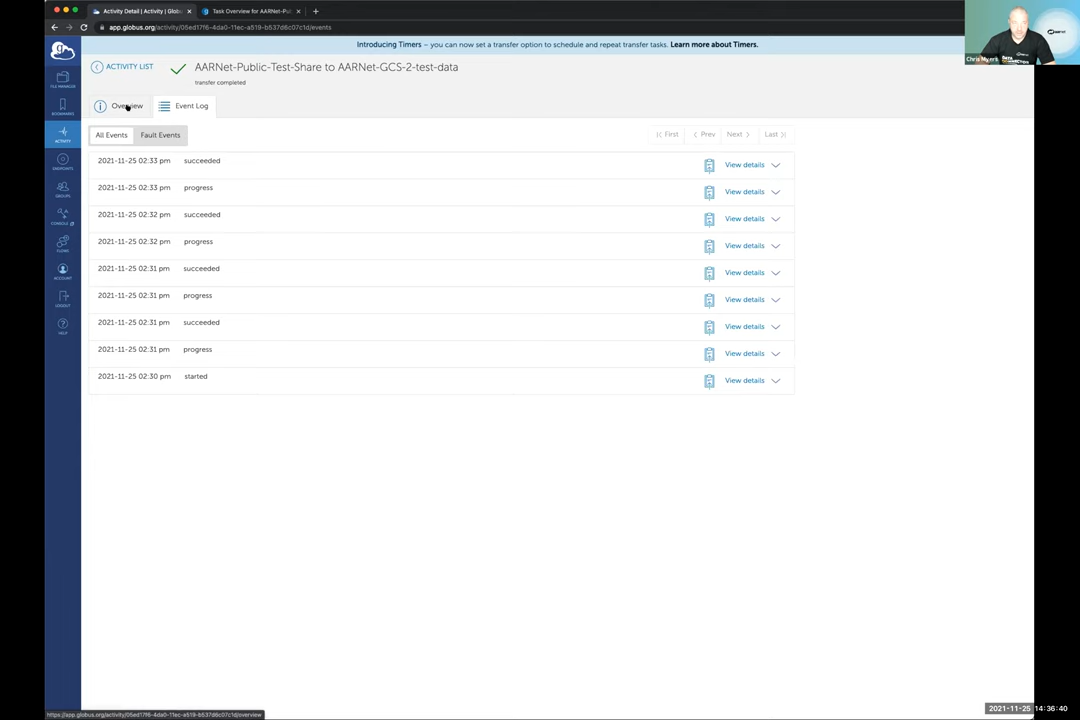 Activity Detail | Activity | Glob
Task Overview for AARNet-Pu
app.globus.org/activity/05ed17f6-4da0-11ec-a519-b537d6c07c1d/events
Introducing Timers – you can now set a transfer option to schedule and repeat transfer tasks. Learn more about Timers.
ACTIVITY LIST
AARNet-Public-Test-Share to AARNet-GCS-2-test-data
transfer completed
FILE MANAGER
BOOKMARKS
ACTIVITY
ENDPOINTS
GROUPS
CONSOLE
FLOWS
ACCOUNT
LOGOUT
HELP
Overview
Event Log
All Events
Fault Events
First
Prev
Next
Last
2021-11-25 02:33 pm succeeded View details
2021-11-25 02:33 pm progress View details
2021-11-25 02:32 pm succeeded View details
2021-11-25 02:32 pm progress View details
2021-11-25 02:31 pm succeeded View details
2021-11-25 02:31 pm progress View details
2021-11-25 02:31 pm succeeded View details
2021-11-25 02:31 pm progress View details
2021-11-25 02:30 pm started View details
Chris Myers
aarnet
https://app.globus.org/activity/05ed17f6-4da0-11ec-a519-b537d6c07c1d/overview
2021-11-25 14:36:40